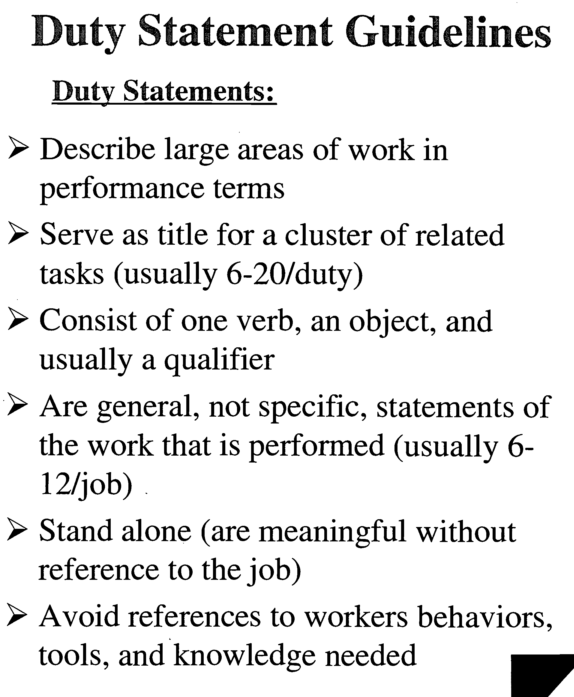 Duty Statement Guidelines
Duty Statements:
➢ Describe large areas of work in
performance terms
➢ Serve as title for a cluster of related
tasks (usually 6-20/duty)
➢ Consist of one verb, an object, and
usually a qualifier
➢ Are general, not specific, statements of
the work that is performed (usually 6-
12/job)
➢ Stand alone (are meaningful without
reference to the job)
➢ Avoid references to workers behaviors,
tools, and knowledge needed